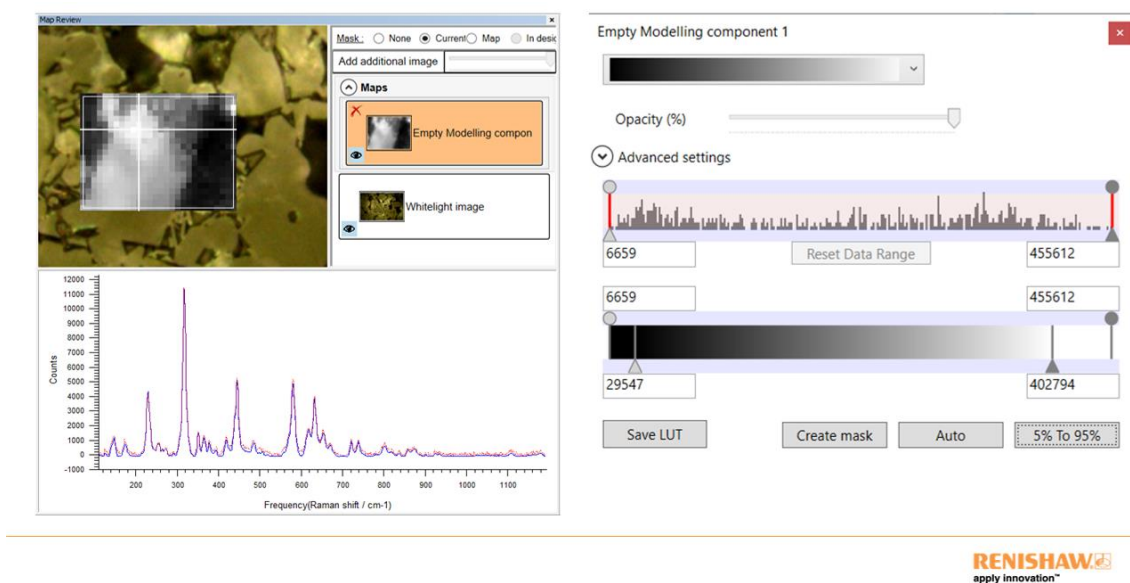 Map Review
Mask: None Current Map In desig
Add additional image
Maps
Empty Modelling compon
Whitelight image
12000
11000
10000
9000
8000
7000
6000
5000
4000
3000
2000
1000
0
-1000
Counts
200 300 400 500 600 700 800 900 1000 1100
Frequency(Raman shift / cm-1)
Empty Modelling component 1
Opacity (%)
Advanced settings
6659 Reset Data Range 455612
6659 455612
29547 402794
Save LUT Create mask Auto 5% To 95%
RENISHAW
apply innovation™